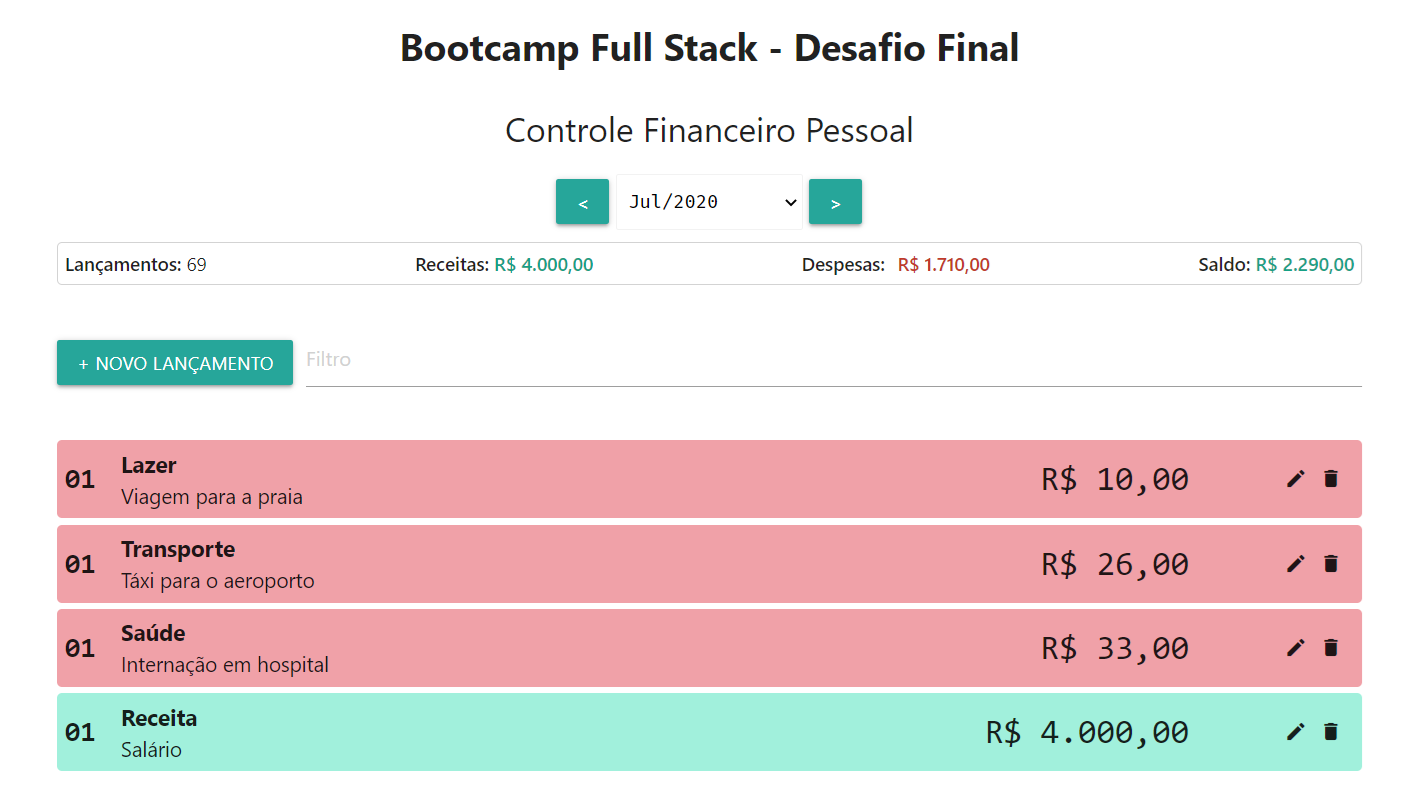 Bootcamp Full Stack - Desafio Final
Controle Financeiro Pessoal
< Jul/2020 >
Lançamentos: 69 Receitas: R$ 4.000,00 Despesas: R$ 1.710,00 Saldo: R$ 2.290,00
+ NOVO LANÇAMENTO Filtro
01 Lazer R$ 10,00
Viagem para a praia
01 Transporte R$ 26,00
Táxi para o aeroporto
01 Saúde R$ 33,00
Internação em hospital
01 Receita R$ 4.000,00
Salário